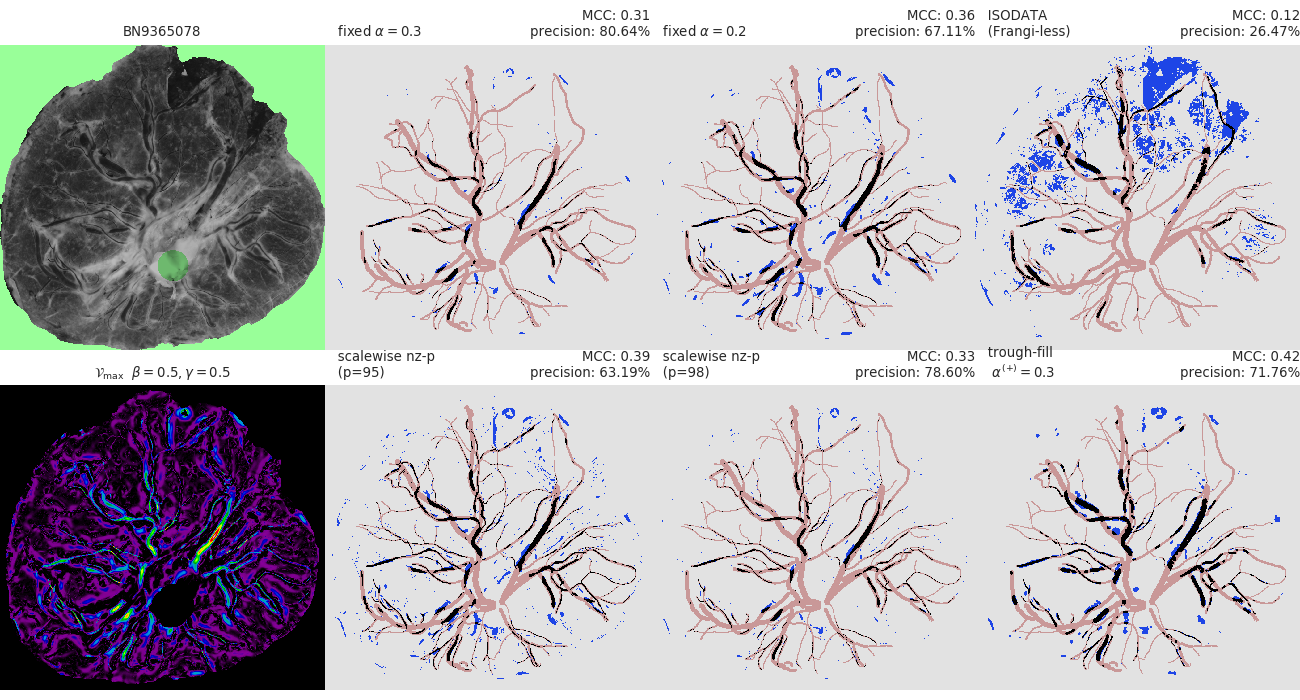 BN9365078
fixed α = 0.3
MCC: 0.31
precision: 80.64%
fixed α = 0.2
MCC: 0.36
precision: 67.11%
ISODATA
(Frangi-less)
MCC: 0.12
precision: 26.47%
𝒱max β = 0.5, γ = 0.5
scalewise nz-p
(p=95)
MCC: 0.39
precision: 63.19%
scalewise nz-p
(p=98)
MCC: 0.33
precision: 78.60%
trough-fill
α(+) = 0.3
MCC: 0.42
precision: 71.76%